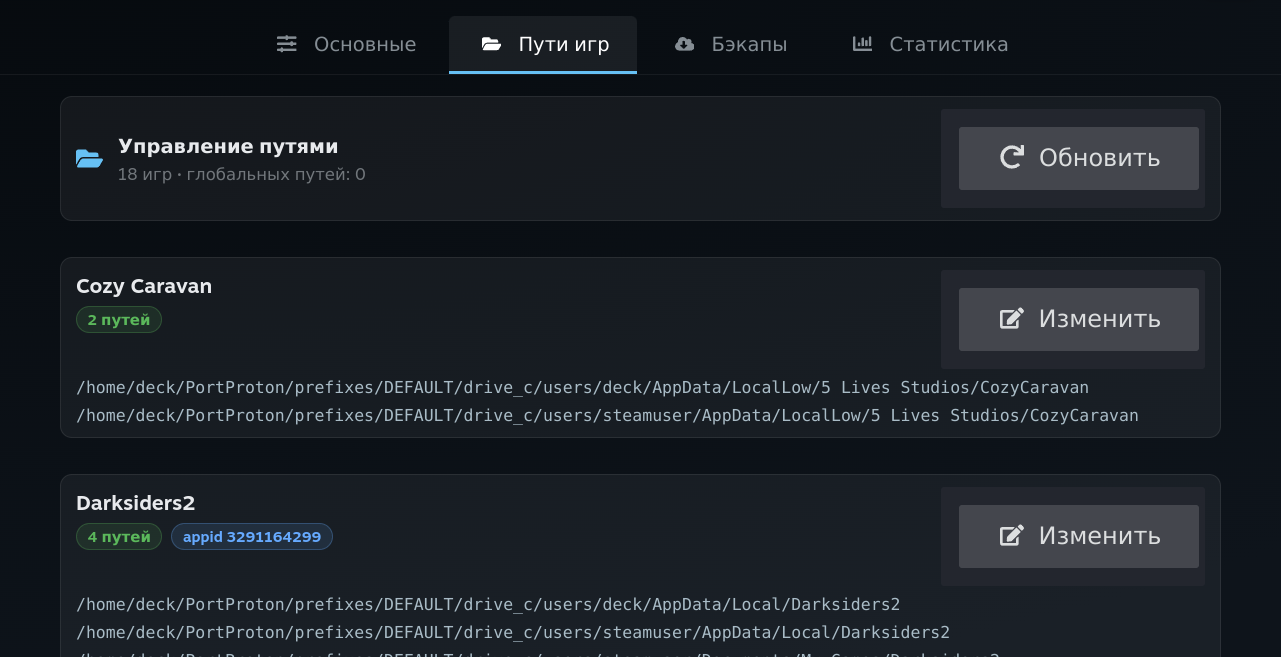 Основные
Пути игр
Бэкапы
Статистика
Управление путями
18 игр · глобальных путей: 0
Обновить
Cozy Caravan
2 путей
Изменить
/home/deck/PortProton/prefixes/DEFAULT/drive_c/users/deck/AppData/LocalLow/5 Lives Studios/CozyCaravan
/home/deck/PortProton/prefixes/DEFAULT/drive_c/users/steamuser/AppData/LocalLow/5 Lives Studios/CozyCaravan
Darksiders2
4 путей
appid 3291164299
Изменить
/home/deck/PortProton/prefixes/DEFAULT/drive_c/users/deck/AppData/Local/Darksiders2
/home/deck/PortProton/prefixes/DEFAULT/drive_c/users/steamuser/AppData/Local/Darksiders2